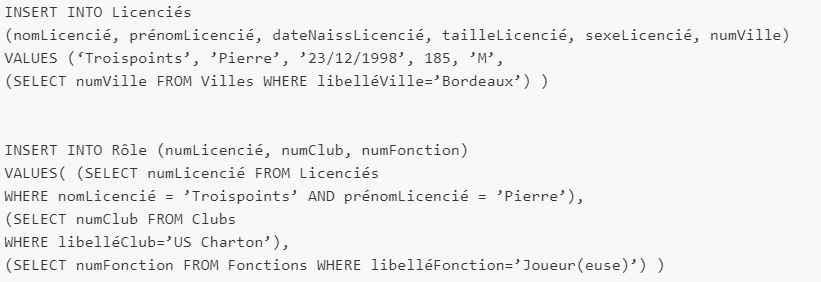 INSERT INTO Licenciés
(nomLicencié, prénomLicencié, dateNaissLicencié, tailleLicencié, sexeLicencié, numVille)
VALUES (‘Troispoints’, ’Pierre’, ’23/12/1998’, 185, ’M’,
(SELECT numVille FROM Villes WHERE libelléVille=’Bordeaux’) )
INSERT INTO Rôle (numLicencié, numClub, numFonction)
VALUES( (SELECT numLicencié FROM Licenciés
WHERE nomLicencié = ’Troispoints’ AND prénomLicencié = ’Pierre’),
(SELECT numClub FROM Clubs
WHERE libelléClub=’US Charton’),
(SELECT numFonction FROM Fonctions WHERE libelléFonction=’Joueur(euse)’) )